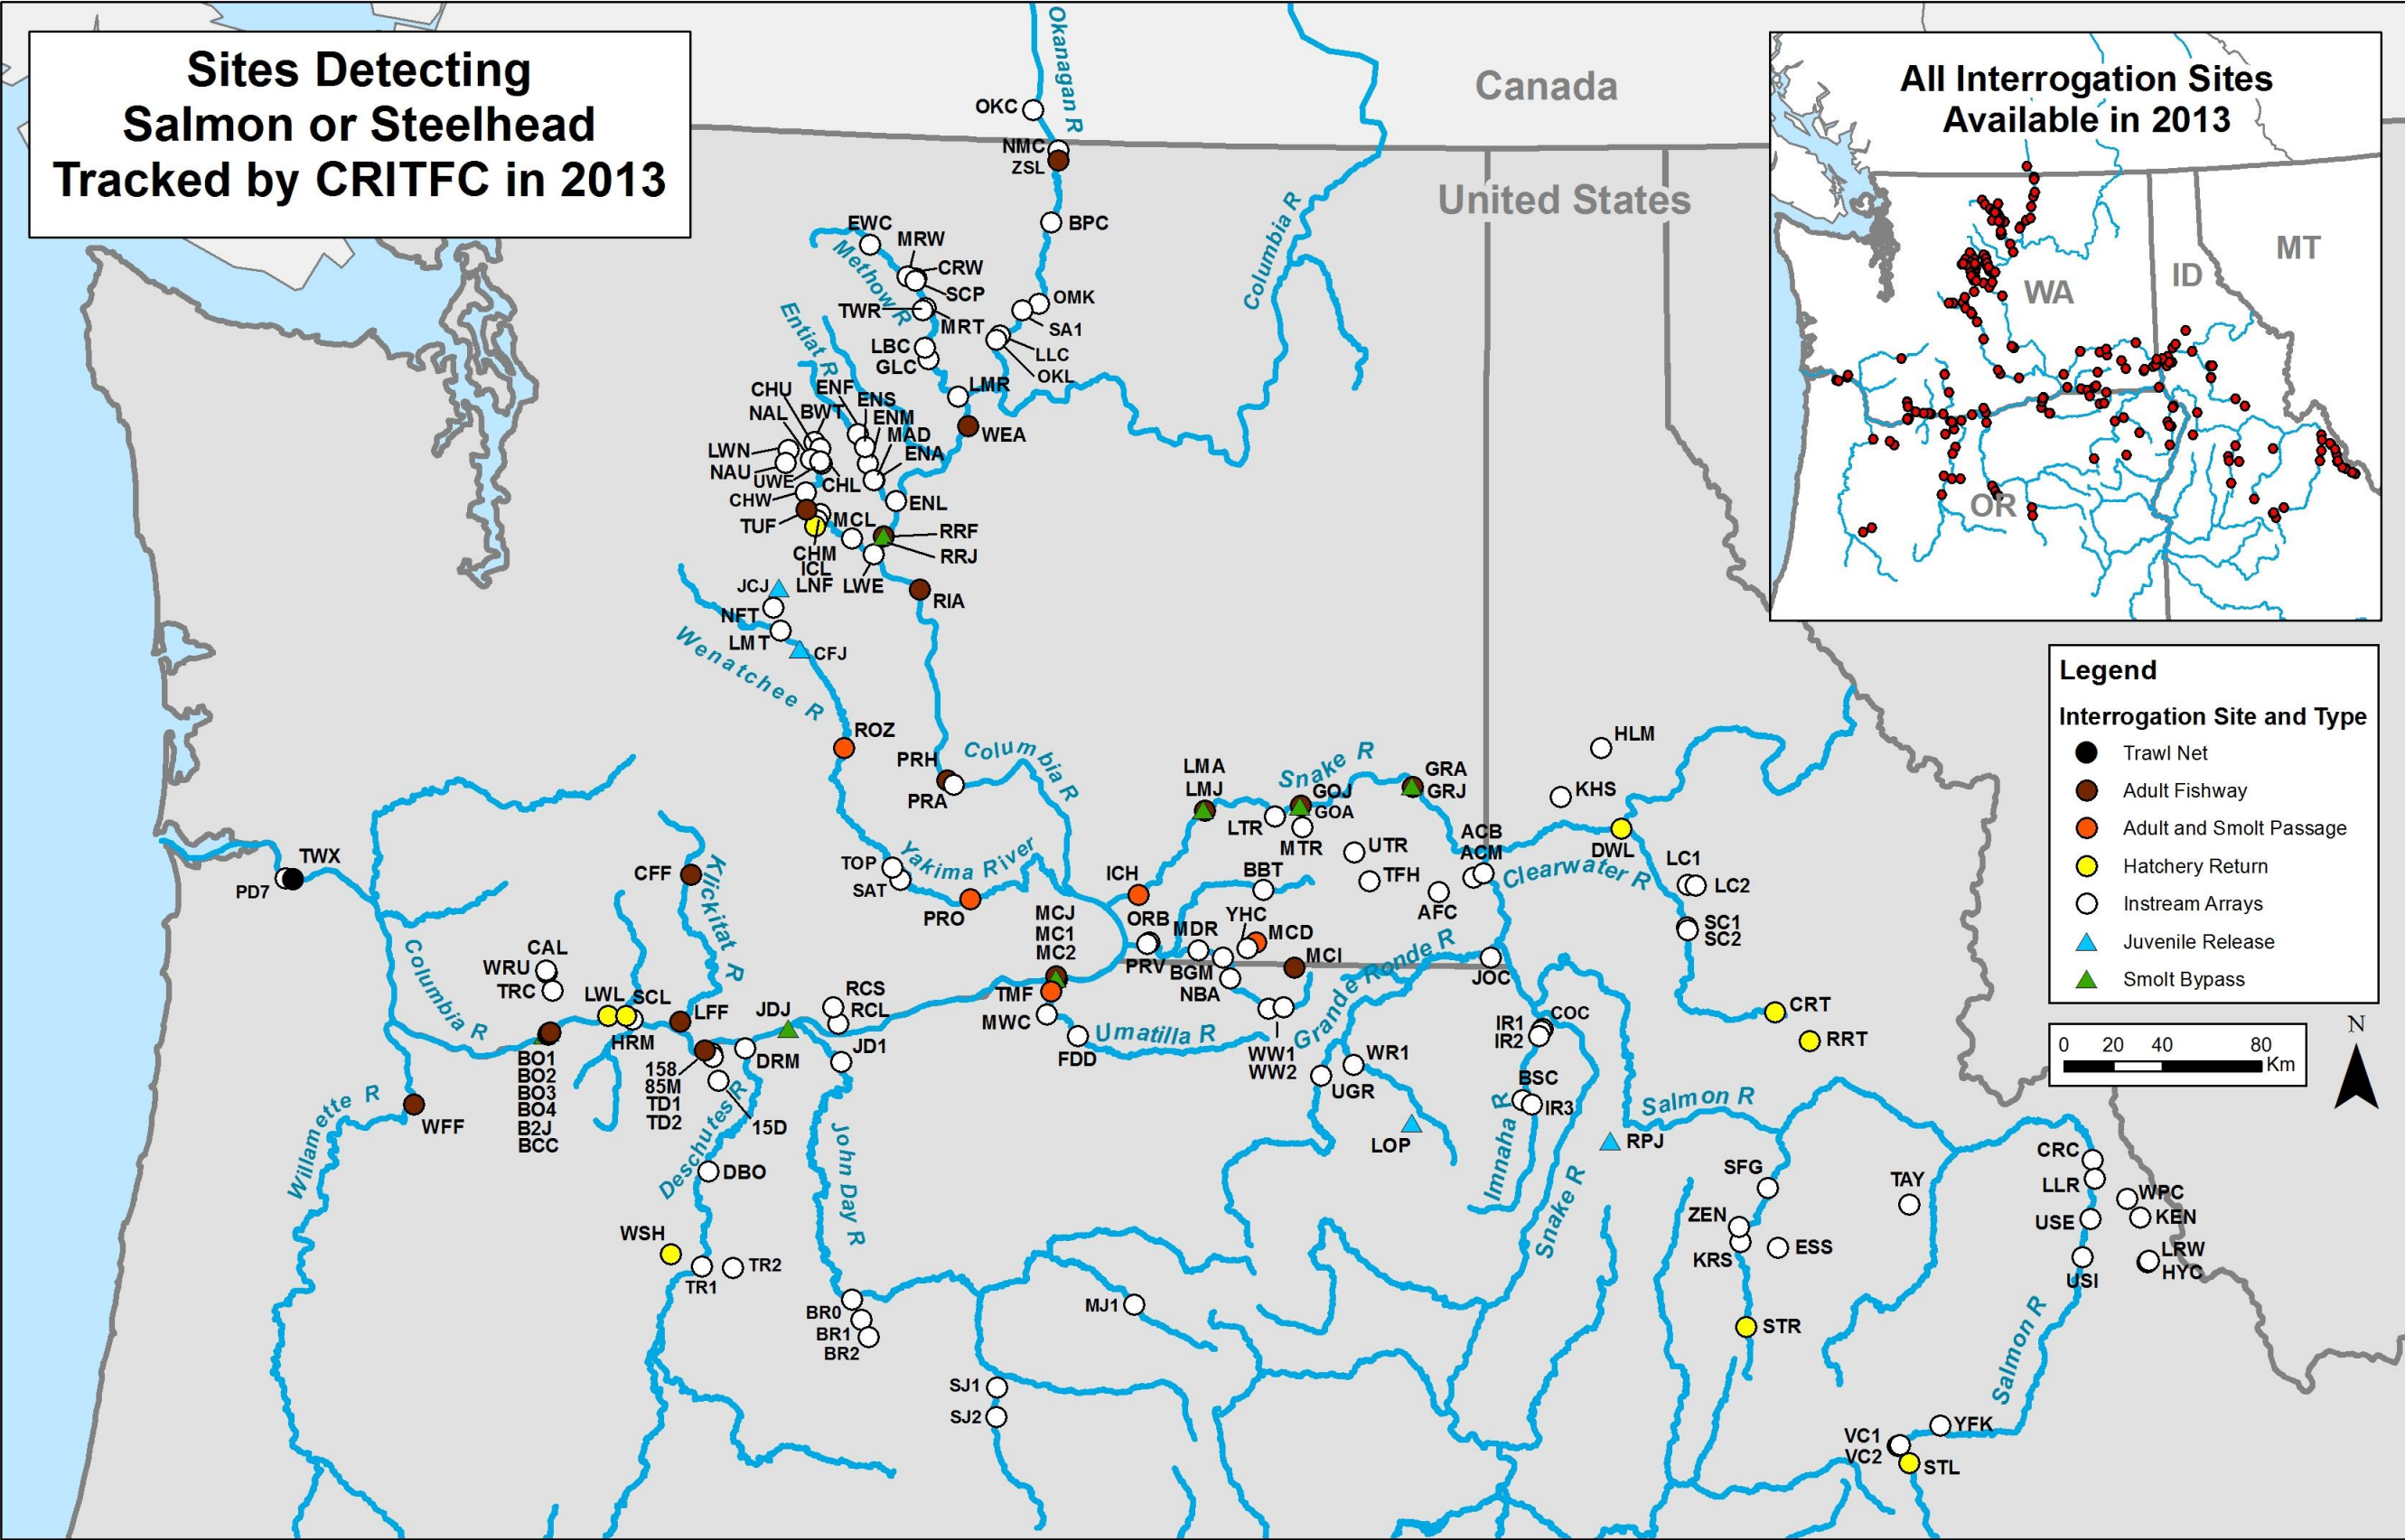 Sites Detecting
Salmon or Steelhead
Tracked by CRITFC in 2013
All Interrogation Sites
Available in 2013
WA
ID
MT
OR
Canada
United States
Okanagan R
OKC
NMC
ZSL
BPC
OMK
SA1
LLC
OKL
Columbia R
EWC
MRW
CRW
SCP
Methow R
TWR
MRT
LBC
GLC
LMR
WEA
Entiat R
CHU
ENF
ENS
NAL
BWT
ENM
MAD
ENA
LWN
NAU
UWE
CHL
CHW
ENL
TUF
MCL
RRF
RRJ
CHM
ICL
LNF
LWE
RIA
JCJ
NFT
LMT
CFJ
Wenatchee R
ROZ
PRH
PRA
Columbia R
TOP
SAT
Yakima River
PRO
ICH
LMA
LMJ
Snake R
GOJ
GOA
GRA
GRJ
LTR
MTR
UTR
TFH
AFC
ACB
ACM
HLM
KHS
DWL
Clearwater R
LC1
LC2
SC1
SC2
CRT
RRT
BBT
MCJ
MC1
MC2
ORB
PRV
MDR
YHC
MCD
MCI
BGM
NBA
WW1
WW2
Grande Ronde R
JOC
TWX
PD7
CFF
Klickitat R
Columbia R
CAL
WRU
TRC
LWL
SCL
HRM
LFF
BO1
BO2
BO3
BO4
B2J
BCC
158
85M
TD1
TD2
15D
DRM
JDJ
RCS
RCL
JD1
TMF
MWC
FDD
Umatilla R
WFF
Willamette R
Deschutes R
DBO
WSH
TR1
TR2
John Day R
BR0
BR1
BR2
MJ1
SJ1
SJ2
WR1
UGR
LOP
IR1
IR2
COC
BSC
IR3
Imnaha R
Snake R
RPJ
Salmon R
SFG
ZEN
KRS
ESS
STR
TAY
CRC
LLR
USE
USI
WPC
KEN
LRW
HYC
Salmon R
YFK
VC1
VC2
STL
Legend
Interrogation Site and Type
Trawl Net
Adult Fishway
Adult and Smolt Passage
Hatchery Return
Instream Arrays
Juvenile Release
Smolt Bypass
0 20 40 80
Km
N